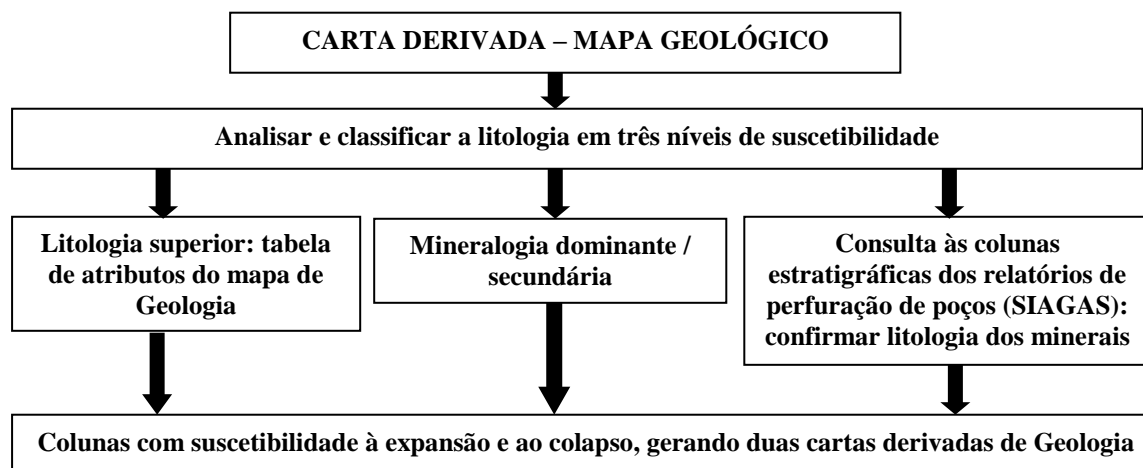 CARTA DERIVADA – MAPA GEOLÓGICO
Analisar e classificar a litologia em três níveis de suscetibilidade
Litologia superior: tabela
de atributos do mapa de
Geologia
Mineralogia dominante /
secundária
Consulta às colunas
estratigráficas dos relatórios de
perfuração de poços (SIAGAS):
confirmar litologia dos minerais
Colunas com suscetibilidade à expansão e ao colapso, gerando duas cartas derivadas de Geologia